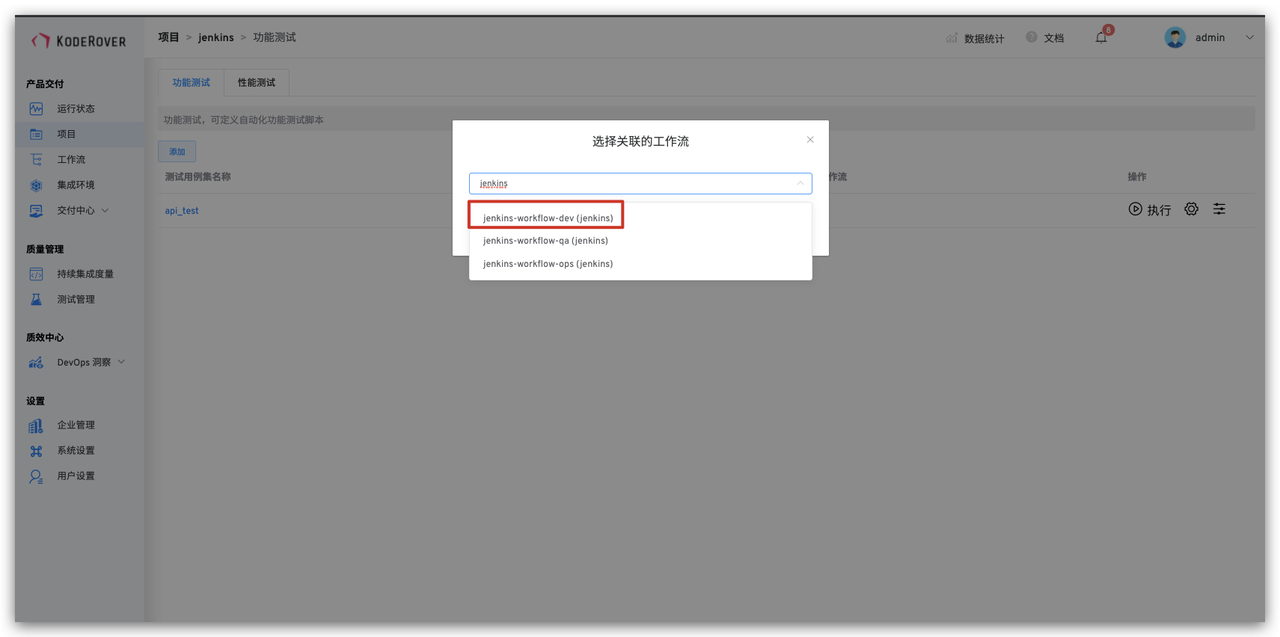 KODEROVER
项目 > jenkins > 功能测试
数据统计
文档
8
admin
产品交付
运行状态
项目
工作流
集成环境
交付中心
质量管理
持续集成度量
测试管理
质效中心
DevOps 洞察
设置
企业管理
系统设置
用户设置
功能测试
性能测试
功能测试，可定义自动化功能测试脚本
添加
测试用例集名称
作流
操作
api_test
执行
选择关联的工作流
jenkins
jenkins-workflow-dev (jenkins)
jenkins-workflow-qa (jenkins)
jenkins-workflow-ops (jenkins)